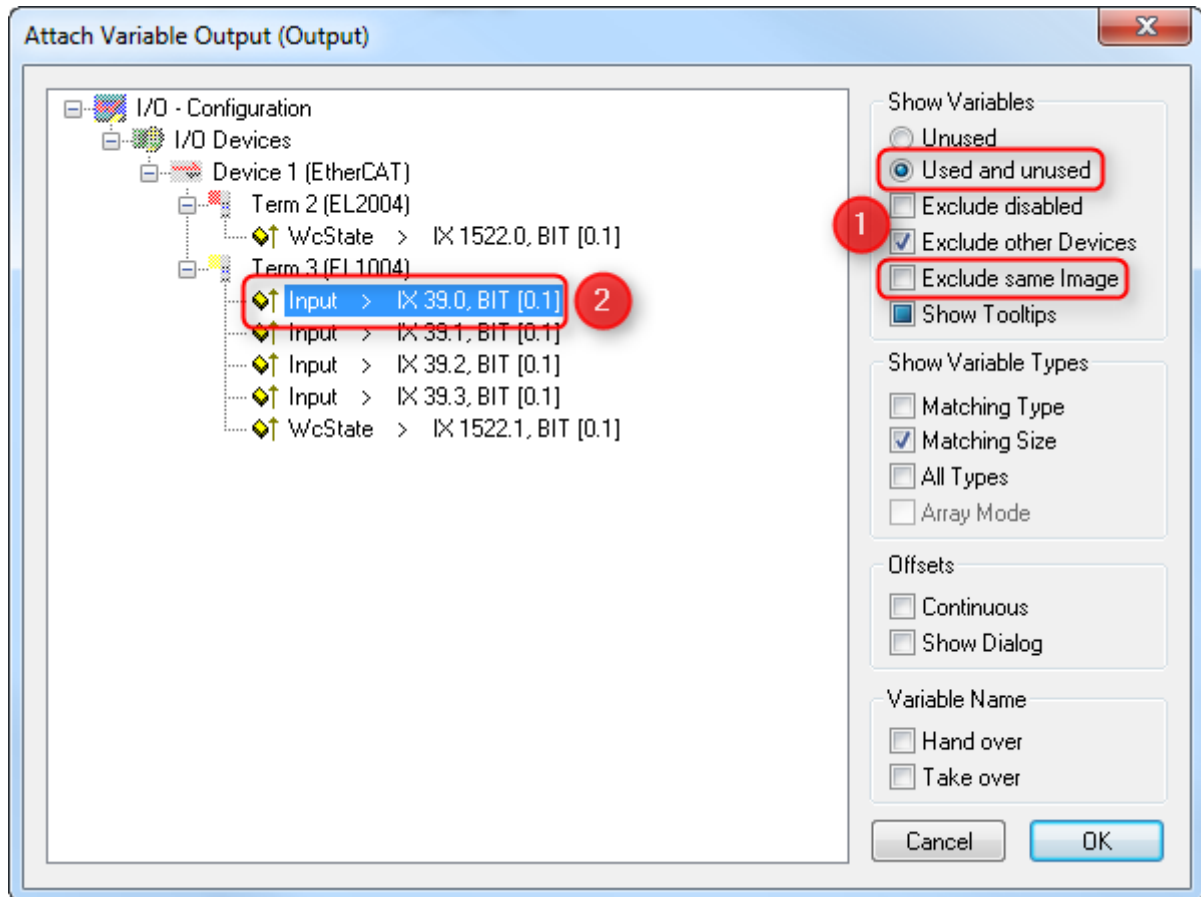 Attach Variable Output (Output)
I/O - Configuration
I/O Devices
Device 1 (EtherCAT)
Term 2 (EL2004)
WcState > IX 1522.0, BIT [0.1]
Term 3 (EL1004)
Input > IX 39.0, BIT [0.1]
2
Input > IX 39.1, BIT [0.1]
Input > IX 39.2, BIT [0.1]
Input > IX 39.3, BIT [0.1]
WcState > IX 1522.1, BIT [0.1]
Show Variables
Unused
Used and unused
1
Exclude disabled
Exclude other Devices
Exclude same Image
Show Tooltips
Show Variable Types
Matching Type
Matching Size
All Types
Array Mode
Offsets
Continuous
Show Dialog
Variable Name
Hand over
Take over
Cancel
OK